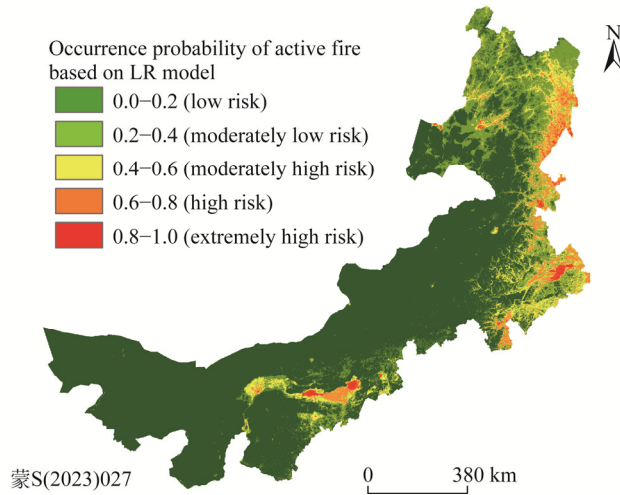 Occurrence probability of active fire
based on LR model
0.0−0.2 (low risk)
0.2−0.4 (moderately low risk)
0.4−0.6 (moderately high risk)
0.6−0.8 (high risk)
0.8−1.0 (extremely high risk)
N
蒙S(2023)027
0 380 km